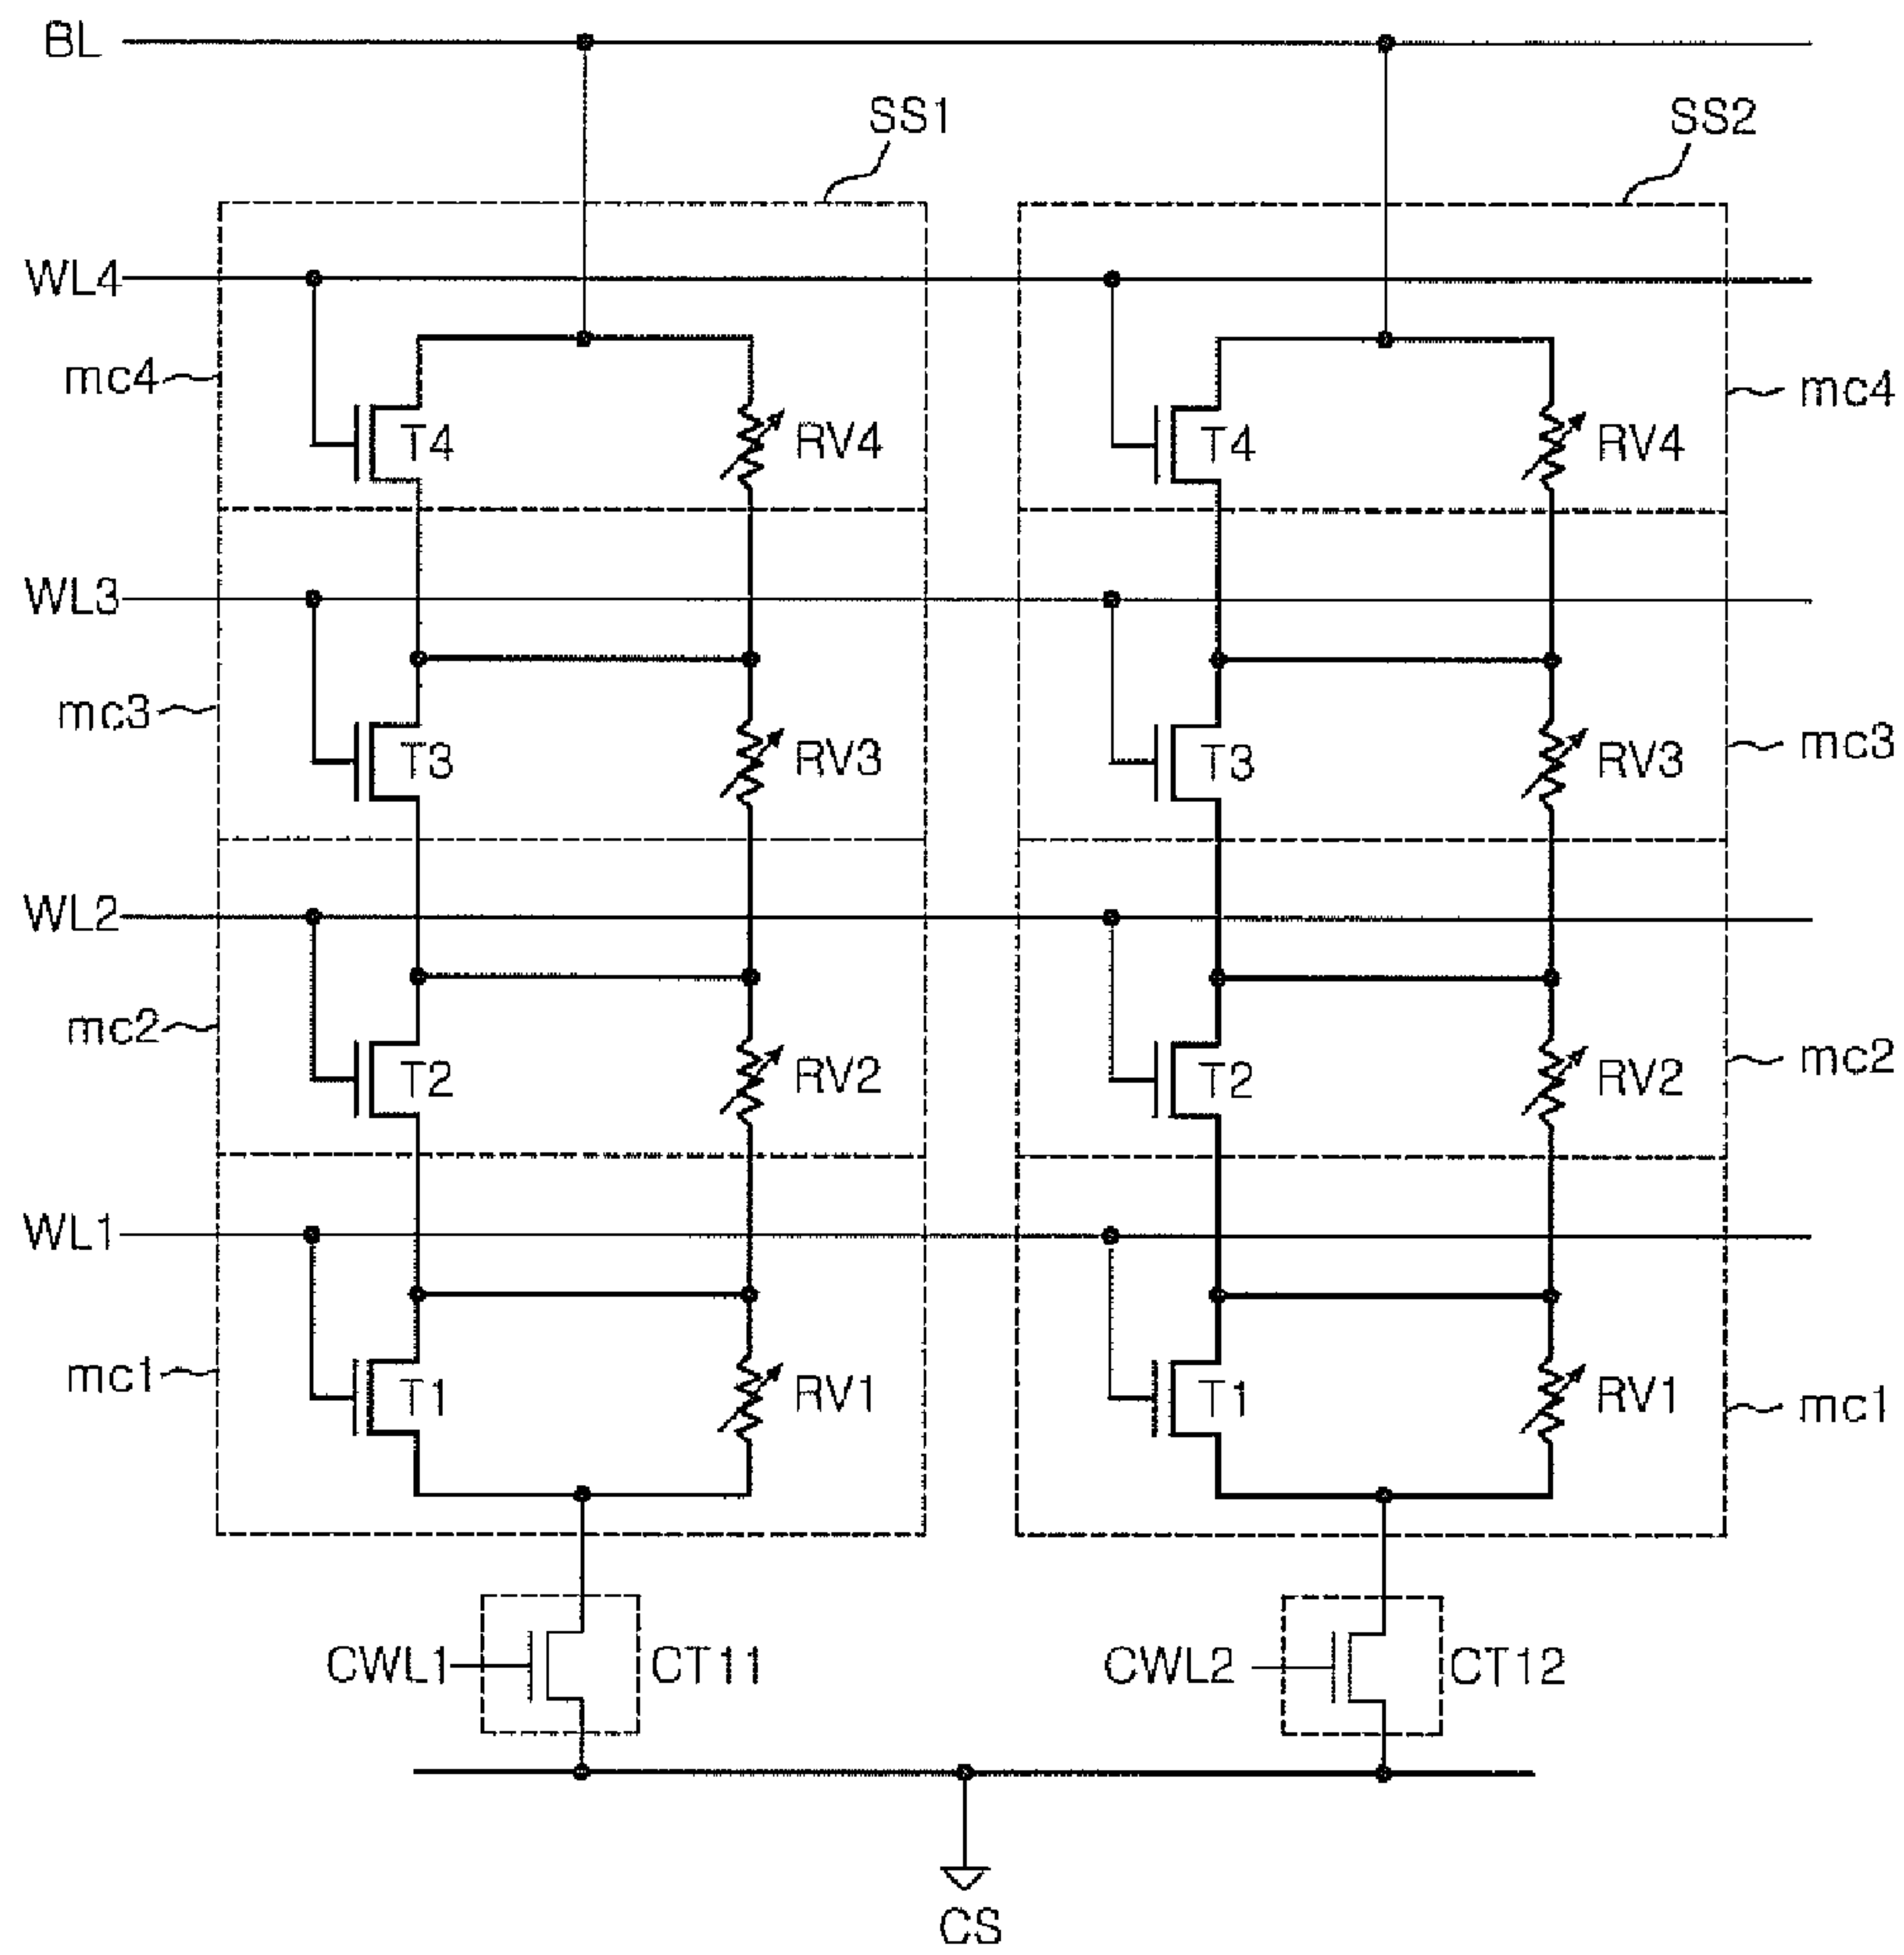 BL
SS1
SS2
WL4
mc4
T4
RV4
T4
RV4
mc4
WL3
mc3
T3
RV3
T3
RV3
mc3
WL2
mc2
T2
RV2
T2
RV2
mc2
WL1
mc1
T1
RV1
T1
RV1
mc1
CWL1
CT11
CWL2
CT12
CS